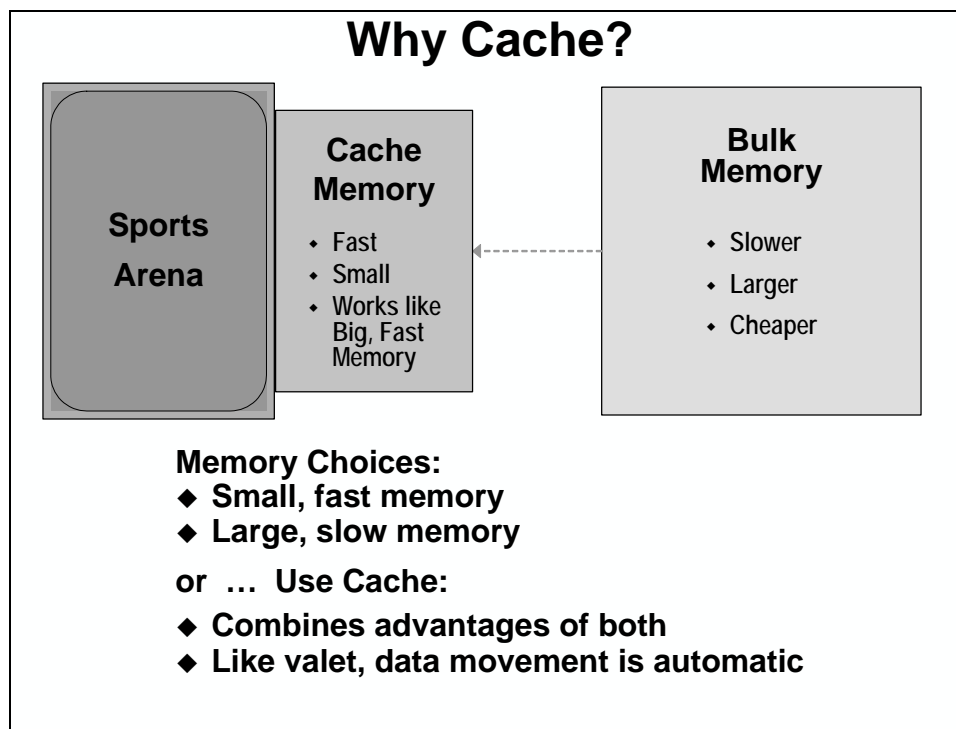 Why Cache?
Sports
Arena
Cache
Memory
⬥ Fast
⬥ Small
⬥ Works like
Big, Fast
Memory
Bulk
Memory
⬥ Slower
⬥ Larger
⬥ Cheaper
Memory Choices:
◆ Small, fast memory
◆ Large, slow memory
or … Use Cache:
◆ Combines advantages of both
◆ Like valet, data movement is automatic